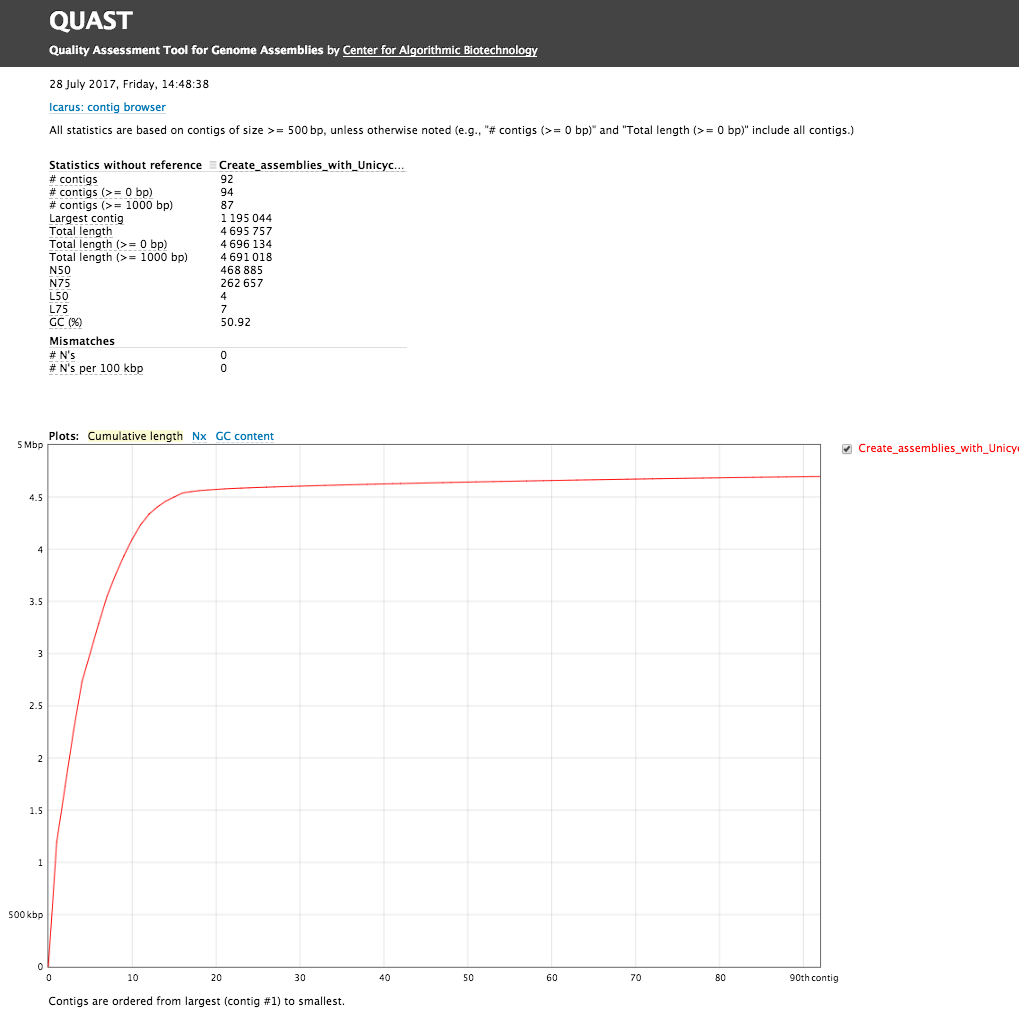 QUAST
Quality Assessment Tool for Genome Assemblies by Center for Algorithmic Biotechnology
28 July 2017, Friday, 14:48:38
Icarus: contig browser
All statistics are based on contigs of size >= 500 bp, unless otherwise noted (e.g., "# contigs (>= 0 bp)" and "Total length (>= 0 bp)" include all contigs.)
Statistics without reference Create_assemblies_with_Unicyc...
# contigs 92
# contigs (>= 0 bp) 94
# contigs (>= 1000 bp) 87
Largest contig 1 195 044
Total length 4 695 757
Total length (>= 0 bp) 4 696 134
Total length (>= 1000 bp) 4 691 018
N50 468 885
N75 262 657
L50 4
L75 7
GC (%) 50.92
Mismatches
# N's 0
# N's per 100 kbp 0
Plots: Cumulative length Nx GC content
5 Mbp
4.5
4
3.5
3
2.5
2
1.5
1
500 kbp
0
0 10 20 30 40 50 60 70 80 90th contig
Create_assemblies_with_Unicy
Contigs are ordered from largest (contig #1) to smallest.